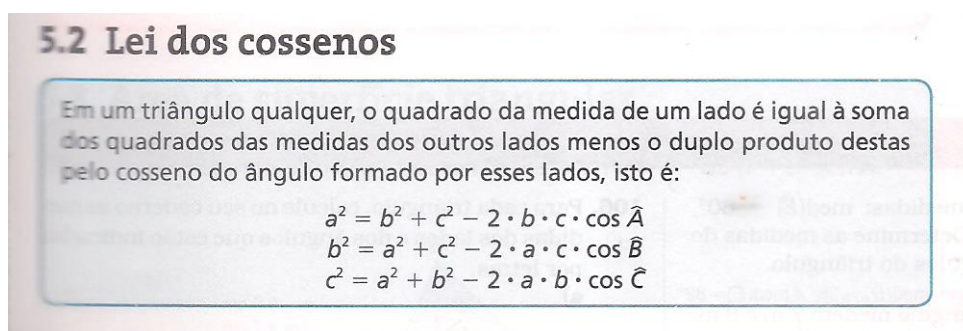 5.2 Lei dos cossenos
Em um triângulo qualquer, o quadrado da medida de um lado é igual à soma
dos quadrados das medidas dos outros lados menos o duplo produto destas
pelo cosseno do ângulo formado por esses lados, isto é:
a² = b² + c² − 2 · b · c · cos Â
b² = a² + c² − 2 · a · c · cos B̂
c² = a² + b² − 2 · a · b · cos Ĉ